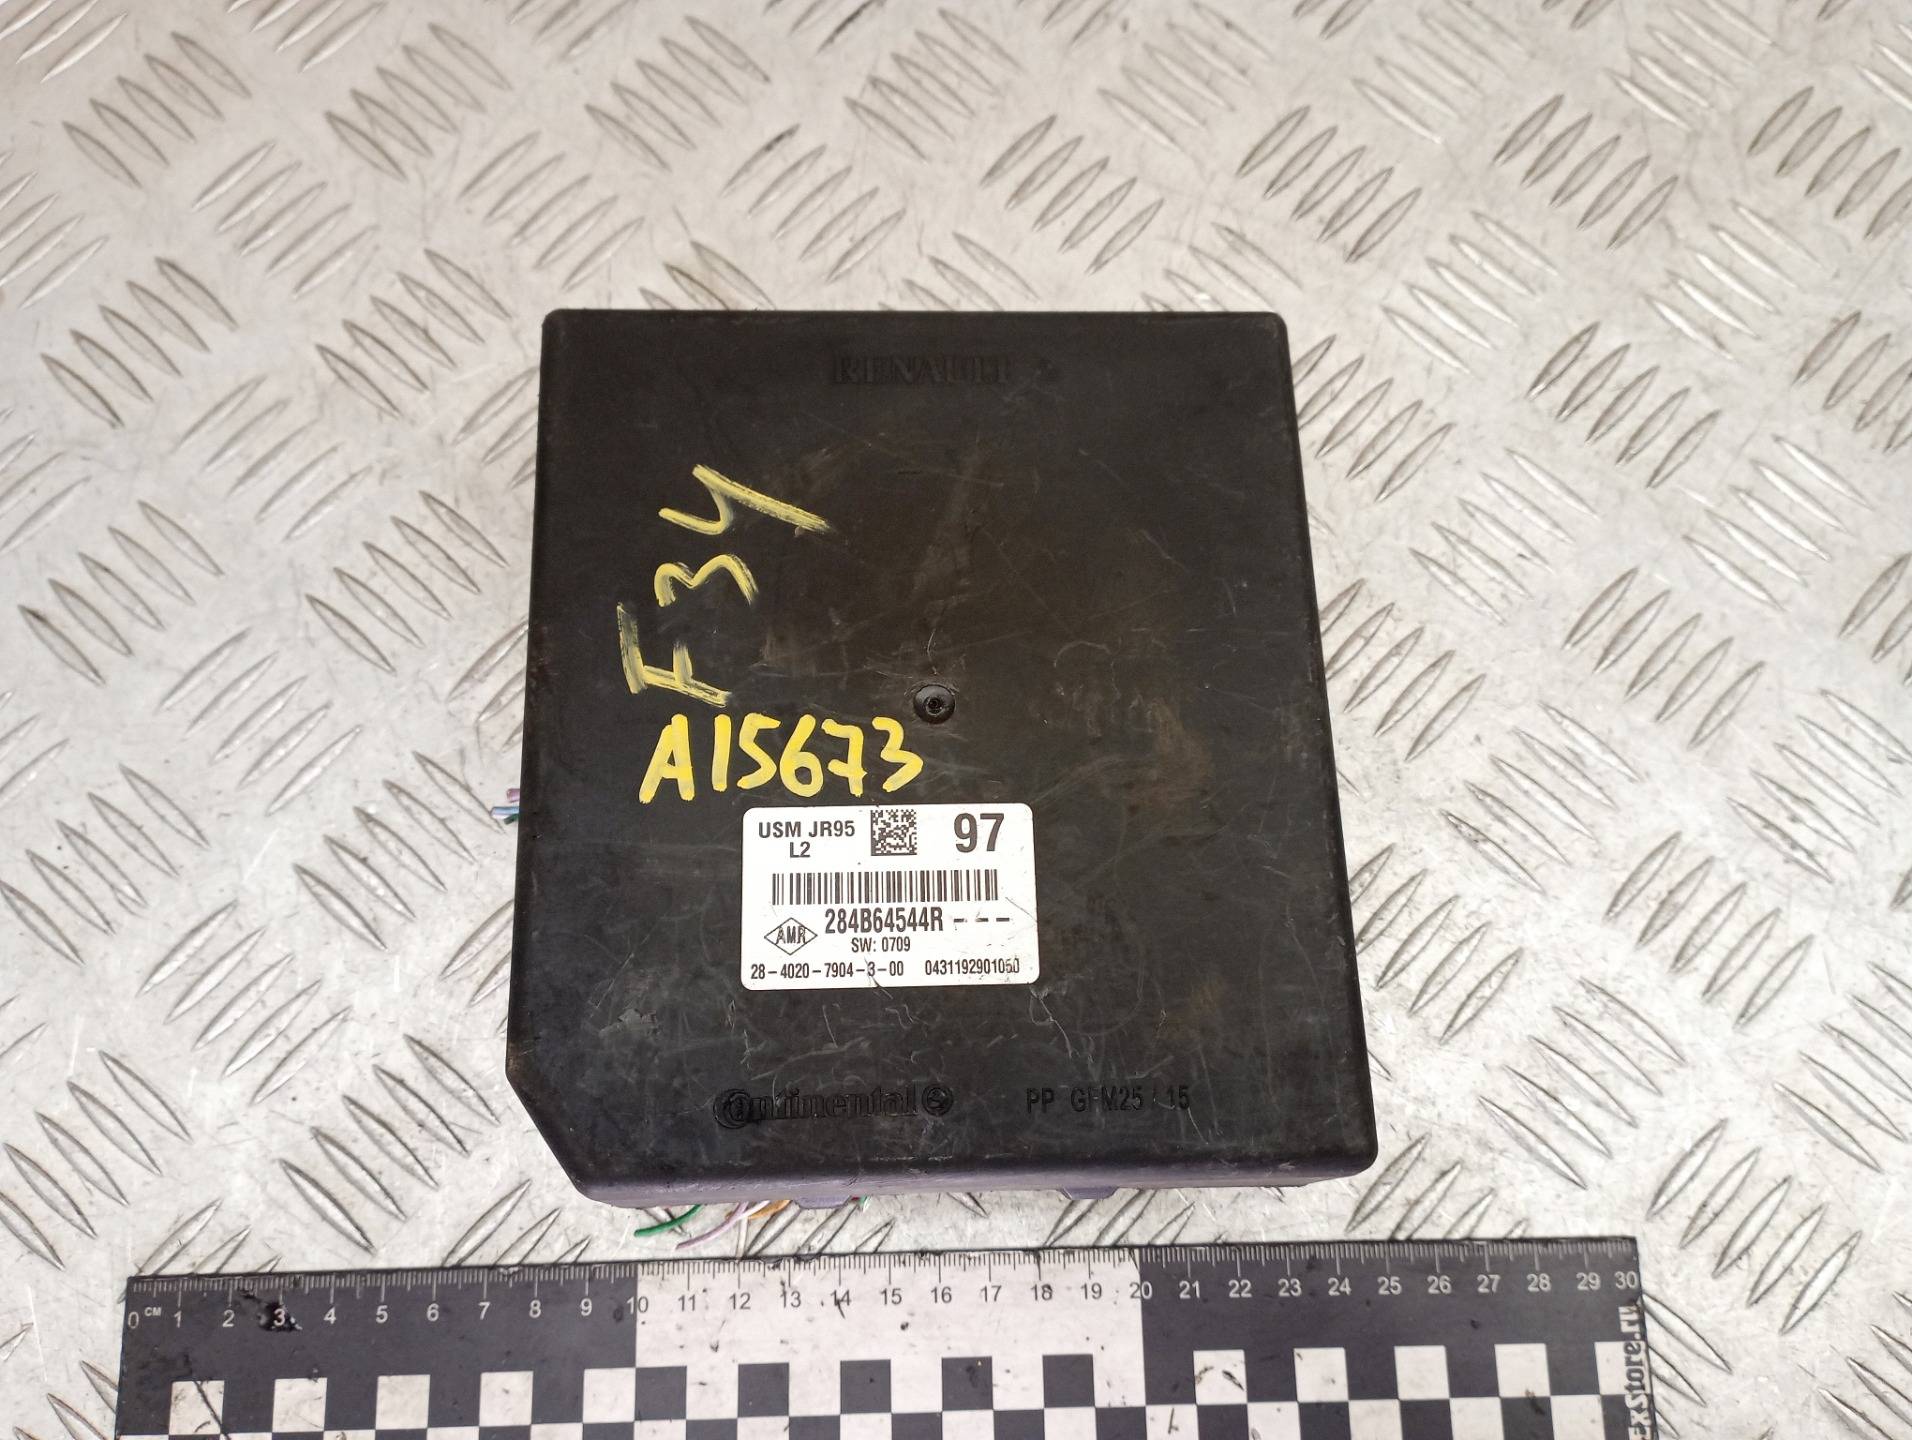 RENAULT
F34
A15673
USM JR95
L2
97
284B64544R - - -
AMR
SW: 0709
28-4020-7904-3-00 0431192901050
Continental
PP GFM25 / 15
0 CM 1 2 3 4 5 6 7 8 9 10 11 12 13 14 15 16 17 18 19 20 21 22 23 24 25 26 27 28 29 30
exStore.ru